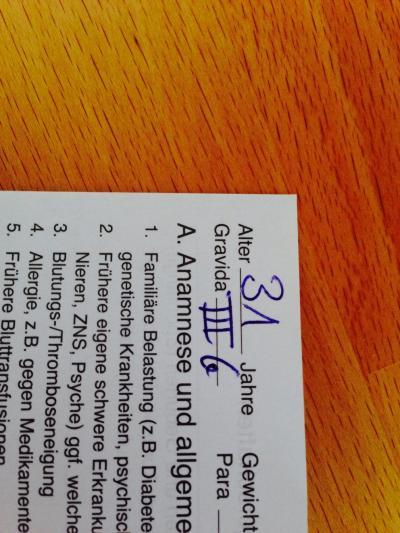 Alter 31 Jahre Gewicht
Gravida III 6 Para
A. Anamnese und allgeme
1. Familiäre Belastung (z.B. Diabete
genetische Krankheiten, psychisc
2. Frühere eigene schwere Erkranku
Nieren, ZNS, Psyche) ggf. welche
3. Blutungs-/Thromboseneigung
4. Allergie, z.B. gegen Medikamente
5. Frühere Bluttransfusionen